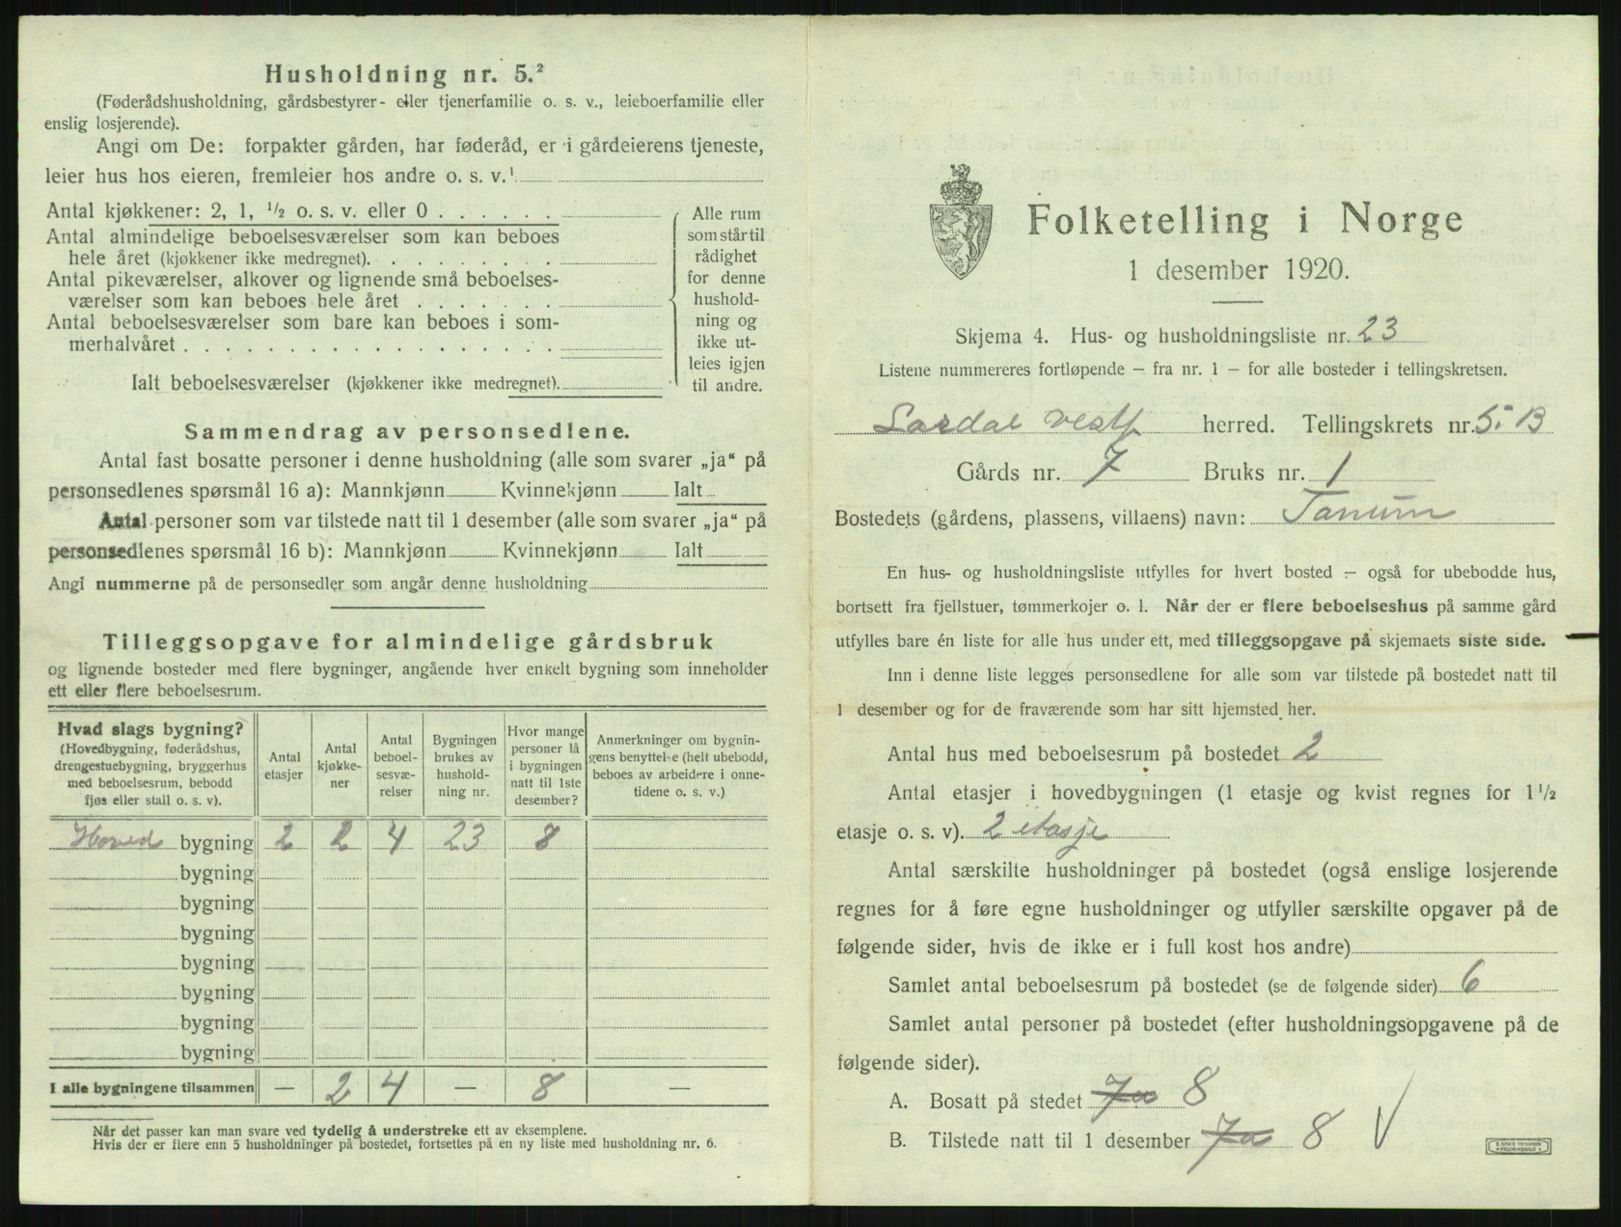 Husholdning nr. 5.²
(Føderådshusholdning, gårdsbestyrer- eller tjenerfamilie o. s. v., leieboerfamilie eller
enslig losjerende).
Angi om De: forpakter gården, har føderåd, er i gårdeierens tjeneste,
leier hus hos eieren, fremleier hos andre o. s. v.¹
Antal kjøkkener: 2, 1, ½ o. s. v. eller 0 . . . . . .
Antal almindelige beboelsesværelser som kan beboes
hele året (kjøkkener ikke medregnet). . . . . . . . .
Antal pikeværelser, alkover og lignende små beboelses-
værelser som kan beboes hele året . . . . . . .
Antal beboelsesværelser som bare kan beboes i som-
merhalvåret . . . . . . . . . . . . . . . . . .
Ialt beboelsesværelser (kjøkkener ikke medregnet).
Alle rum
som står til
rådighet
for denne
hushold-
ning og
ikke ut-
leies igjen
til andre.
Sammendrag av personsedlene.
Antal fast bosatte personer i denne husholdning (alle som svarer „ja“ på
personsedlenes spørsmål 16 a): Mannkjønn Kvinnekjønn Ialt
Antal personer som var tilstede natt til 1 desember (alle som svarer „ja“ på
personsedlenes spørsmål 16 b): Mannkjønn Kvinnekjønn Ialt
Angi nummerne på de personsedler som angår denne husholdning
Tilleggsopgave for almindelige gårdsbruk
og lignende bosteder med flere bygninger, angående hver enkelt bygning som inneholder
ett eller flere beboelsesrum.
Hvad slags bygning?
(Hovedbygning, føderådshus,
drengestuebygning, bryggerhus
med beboelsesrum, bebodd
fjøs eller stall o. s. v).
Antal
etasjer
Antal
kjøkke-
ner
Antal
beboel-
sesvæ-
relser
Bygningen
brukes av
hushold-
ning nr.
Hvor mange
personer lå
i bygningen
natt til 1ste
desember?
Anmerkninger om bygnin-
gens benyttelse (helt ubebodd,
beboes av arbeidere i onne-
tidene o. s. v.)
Hoved bygning 2 2 4 23 8
bygning
bygning
bygning
bygning
bygning
bygning
bygning
I alle bygningene tilsammen — 2 4 — 8 —
Når det passer kan man svare ved tydelig å understreke ett av eksemplene.
Hvis der er flere enn 5 husholdninger på bostedet, fortsettes på en ny liste med husholdning nr. 6.
Folketelling i Norge
1 desember 1920.
Skjema 4. Hus- og husholdningsliste nr. 23
Listene nummereres fortløpende – fra nr. 1 – for alle bosteder i tellingskretsen.
Lardal Vestf herred. Tellingskrets nr. 5. B
Gårds nr. 7 Bruks nr. 1
Bostedets (gårdens, plassens, villaens) navn: Tanum
En hus- og husholdningsliste utfylles for hvert bosted – også for ubebodde hus,
bortsett fra fjellstuer, tømmerkojer o. l. Når der er flere beboelseshus på samme gård
utfylles bare én liste for alle hus under ett, med tilleggsopgave på skjemaets siste side.
Inn i denne liste legges personsedlene for alle som var tilstede på bostedet natt til
1 desember og for de fraværende som har sitt hjemsted her.
Antal hus med beboelsesrum på bostedet 2
Antal etasjer i hovedbygningen (1 etasje og kvist regnes for 1½
etasje o. s. v). 2 etasje
Antal særskilte husholdninger på bostedet (også enslige losjerende
regnes for å føre egne husholdninger og utfyller særskilte opgaver på de
følgende sider, hvis de ikke er i full kost hos andre)
Samlet antal beboelsesrum på bostedet (se de følgende sider) 6
Samlet antal personer på bostedet (efter husholdningsopgavene på de
følgende sider).
A. Bosatt på stedet 8
B. Tilstede natt til 1 desember 8 V